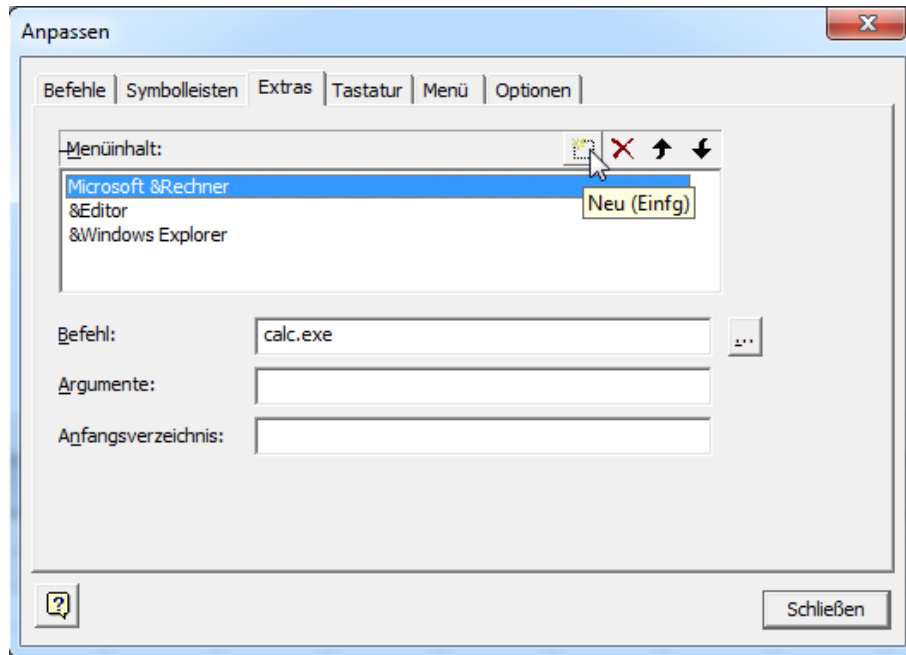 Anpassen
Befehle Symbolleisten Extras Tastatur Menü Optionen
Menüinhalt:
Microsoft &Rechner
Neu (Einfg)
&Editor
&Windows Explorer
Befehl: calc.exe ...
Argumente:
Anfangsverzeichnis:
Schließen